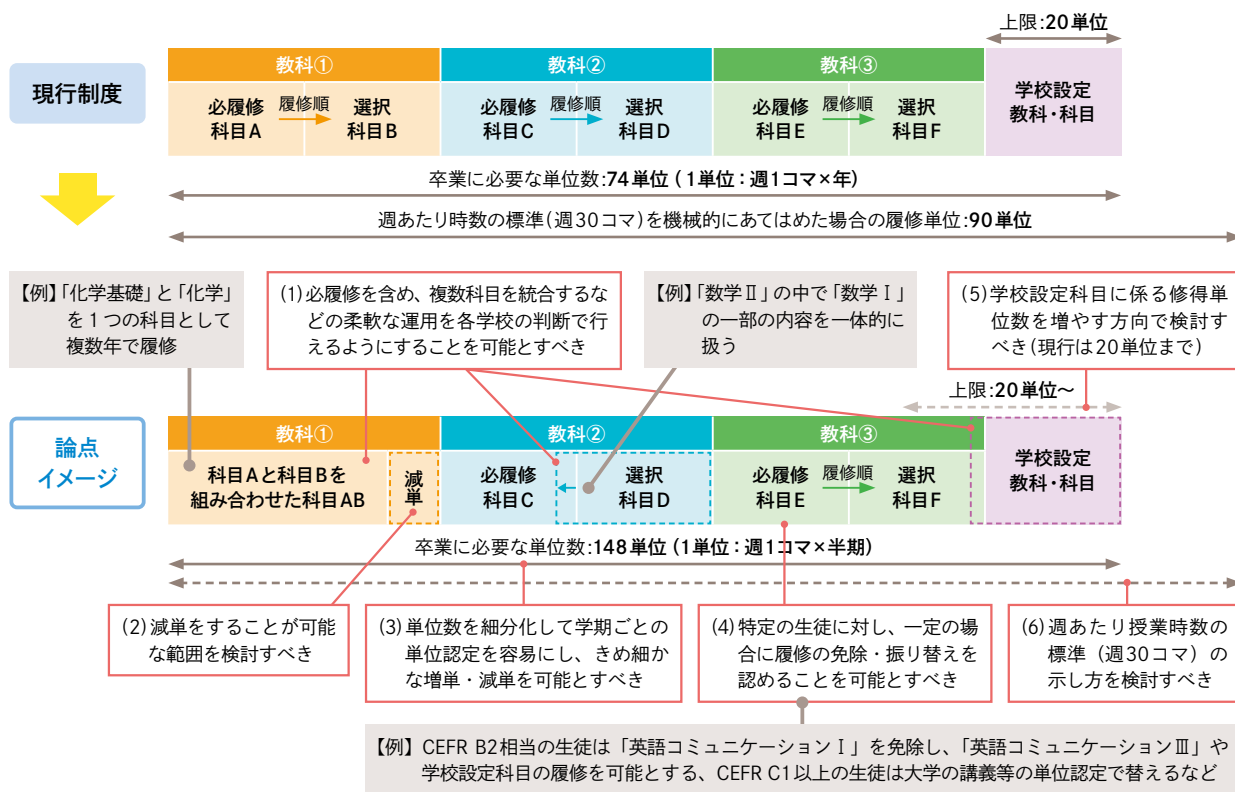 上限:20単位
現行制度
教科①
教科②
教科③
学校設定
教科・科目
必履修
科目A
履修順
選択
科目B
必履修
科目C
履修順
選択
科目D
必履修
科目E
履修順
選択
科目F
卒業に必要な単位数:74単位(1単位:週1コマ×年)
週あたり時数の標準(週30コマ)を機械的にあてはめた場合の履修単位:90単位
【例】「化学基礎」と「化学」
を1つの科目として
複数年で履修
(1)必履修を含め、複数科目を統合するな
どの柔軟な運用を各学校の判断で行
えるようにすることを可能とすべき
【例】「数学Ⅱ」の中で「数学Ⅰ」
の一部の内容を一体的に
扱う
(5)学校設定科目に係る修得単
位数を増やす方向で検討す
べき(現行は20単位まで)
上限:20単位~
論点
イメージ
教科①
教科②
教科③
学校設定
教科・科目
科目Aと科目Bを
組み合わせた科目AB
減単
必履修
科目C
選択
科目D
必履修
科目E
履修順
選択
科目F
卒業に必要な単位数:148単位(1単位:週1コマ×半期)
(2)減単をすることが可能
な範囲を検討すべき
(3)単位数を細分化して学期ごとの
単位認定を容易にし、きめ細か
な増単・減単を可能とすべき
(4)特定の生徒に対し、一定の場
合に履修の免除・振り替えを
認めることを可能とすべき
(6)週あたり授業時数の
標準(週30コマ)の
示し方を検討すべき
【例】CEFR B2相当の生徒は「英語コミュニケーションⅠ」を免除し、「英語コミュニケーションⅢ」や
学校設定科目の履修を可能とする、CEFR C1以上の生徒は大学の講義等の単位認定で替えるなど